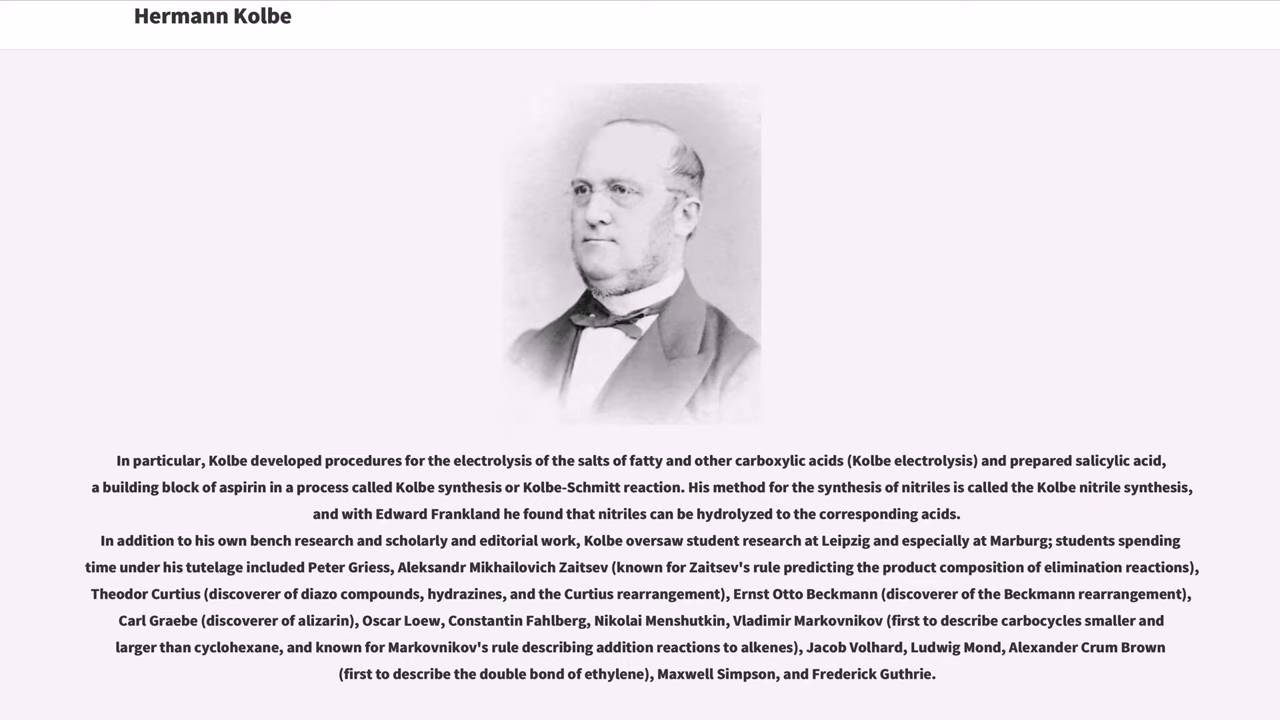 Hermann Kolbe
In particular, Kolbe developed procedures for the electrolysis of the salts of fatty and other carboxylic acids (Kolbe electrolysis) and prepared salicylic acid,
a building block of aspirin in a process called Kolbe synthesis or Kolbe-Schmitt reaction. His method for the synthesis of nitriles is called the Kolbe nitrile synthesis,
and with Edward Frankland he found that nitriles can be hydrolyzed to the corresponding acids.
In addition to his own bench research and scholarly and editorial work, Kolbe oversaw student research at Leipzig and especially at Marburg; students spending
time under his tutelage included Peter Griess, Aleksandr Mikhailovich Zaitsev (known for Zaitsev's rule predicting the product composition of elimination reactions),
Theodor Curtius (discoverer of diazo compounds, hydrazines, and the Curtius rearrangement), Ernst Otto Beckmann (discoverer of the Beckmann rearrangement),
Carl Graebe (discoverer of alizarin), Oscar Loew, Constantin Fahlberg, Nikolai Menshutkin, Vladimir Markovnikov (first to describe carbocycles smaller and
larger than cyclohexane, and known for Markovnikov's rule describing addition reactions to alkenes), Jacob Volhard, Ludwig Mond, Alexander Crum Brown
(first to describe the double bond of ethylene), Maxwell Simpson, and Frederick Guthrie.